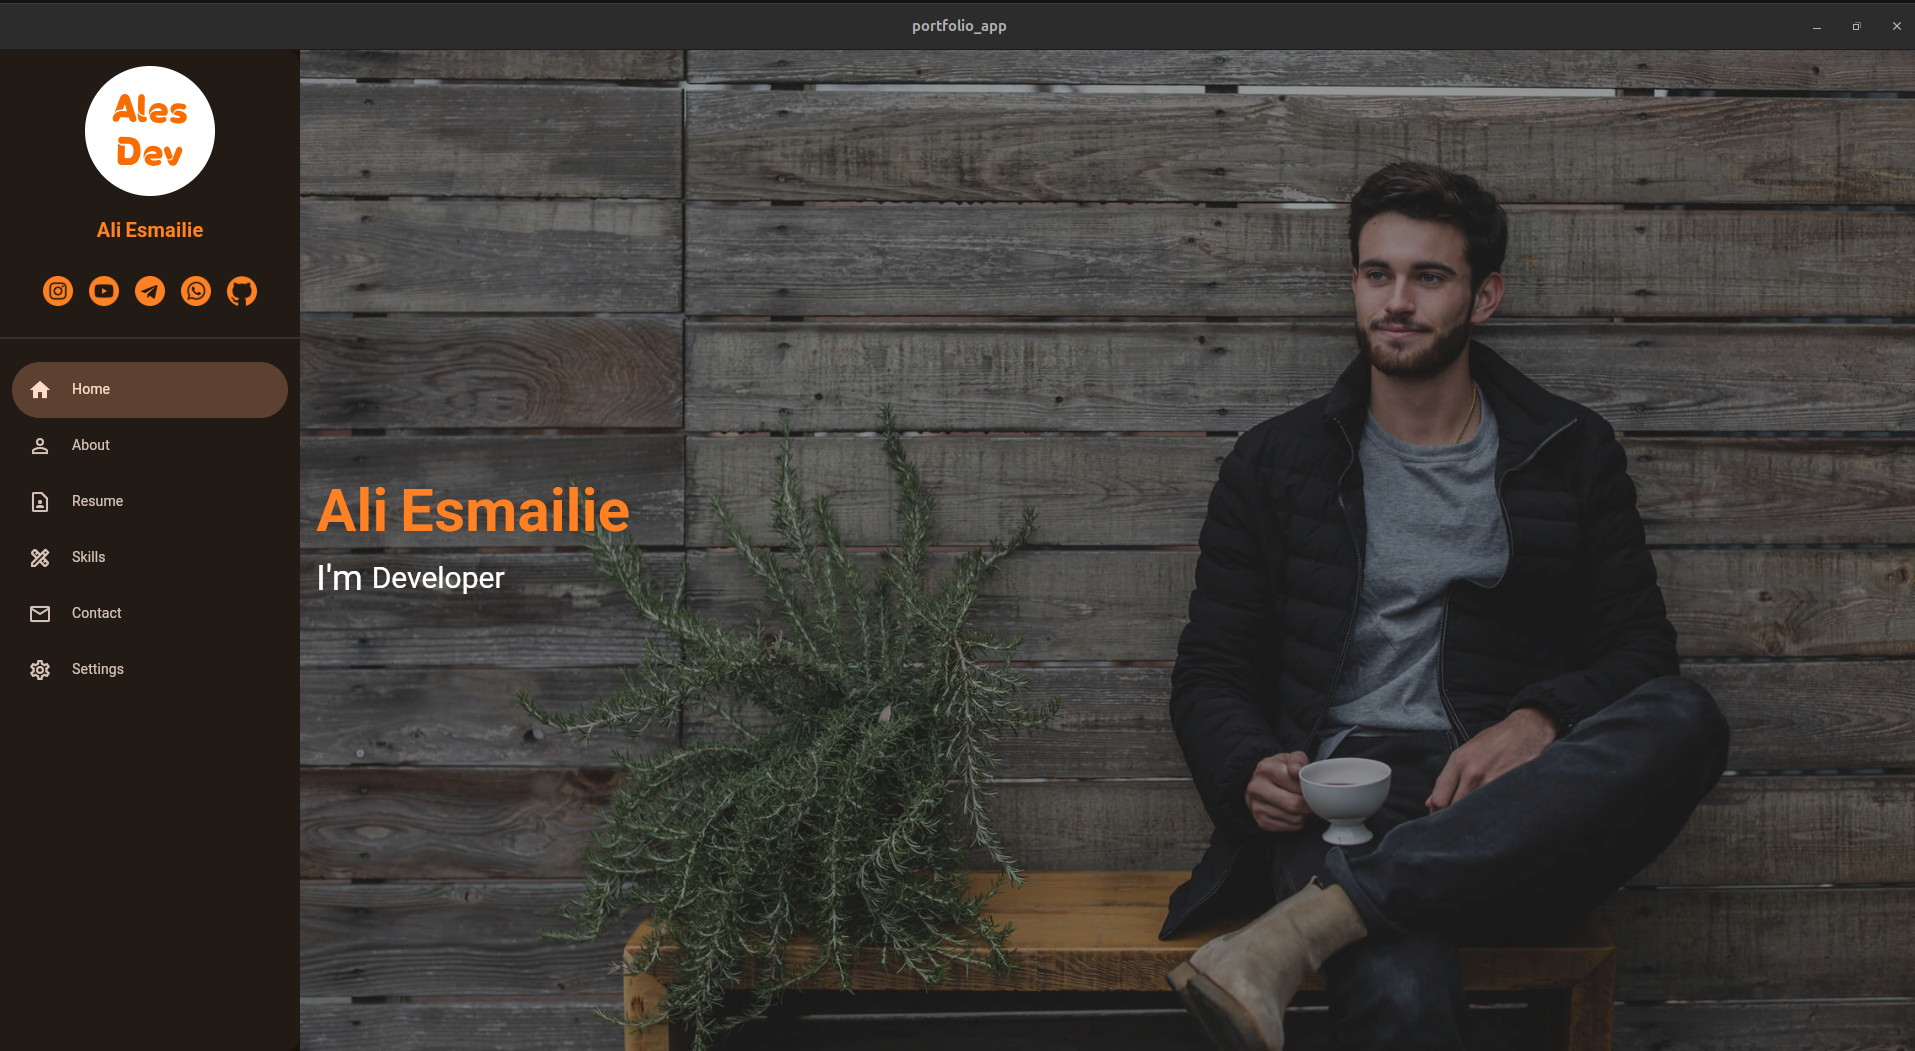 portfolio_app
Ales
Dev
Ali Esmailie
Home
About
Resume
Skills
Contact
Settings
Ali Esmailie
I'm Developer